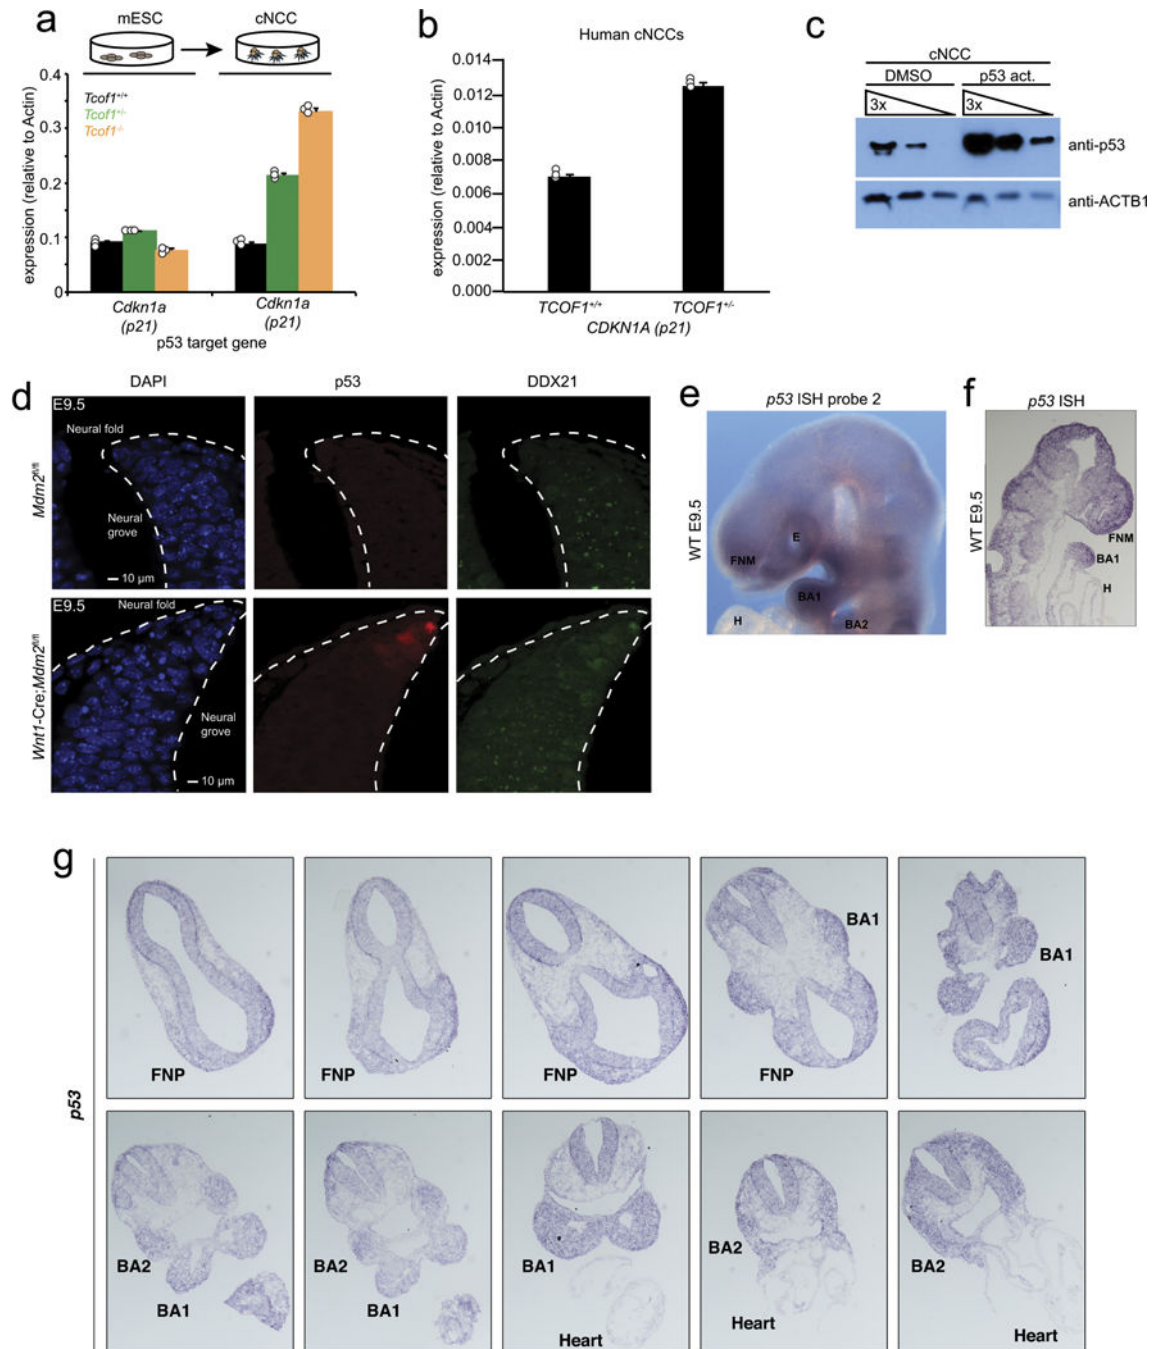 a
mESC
cNCC
expression (relative to Actin)
0.4
0.3
0.2
0.1
0
Tcof1+/+
Tcof1+/-
Tcof1-/-
Cdkn1a
(p21)
Cdkn1a
(p21)
p53 target gene
b
Human cNCCs
expression (relative to Actin)
0.014
0.012
0.010
0.008
0.006
0.004
0.002
0.000
TCOF1+/+
TCOF1+/-
CDKN1A (p21)
c
cNCC
DMSO
p53 act.
3x
3x
anti-p53
anti-ACTB1
d
DAPI
p53
DDX21
Mdm2fl/fl
E9.5
Neural fold
Neural
grove
10 µm
Wnt1-Cre;Mdm2fl/fl
E9.5
Neural fold
Neural
grove
10 µm
e
p53 ISH probe 2
WT E9.5
E
FNM
BA1
H
BA2
f
p53 ISH
WT E9.5
FNM
BA1
H
g
p53
FNP
FNP
FNP
BA1
FNP
BA1
BA2
BA1
BA2
BA1
BA1
Heart
BA2
Heart
BA2
Heart